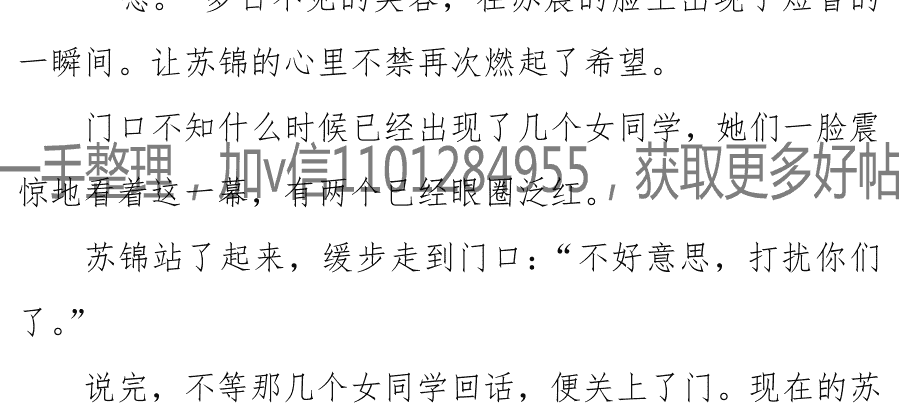 多日不见的笑容，在苏晨的脸上出现了短暂的
一瞬间。让苏锦的心里不禁再次燃起了希望。
门口不知什么时候已经出现了几个女同学，她们一脸震
一手整理，加v信1101284955，获取更多好帖
惊地看着这一幕，有两个已经眼圈泛红。
苏锦站了起来，缓步走到门口：“不好意思，打扰你们
了。”
说完，不等那几个女同学回话，便关上了门。现在的苏